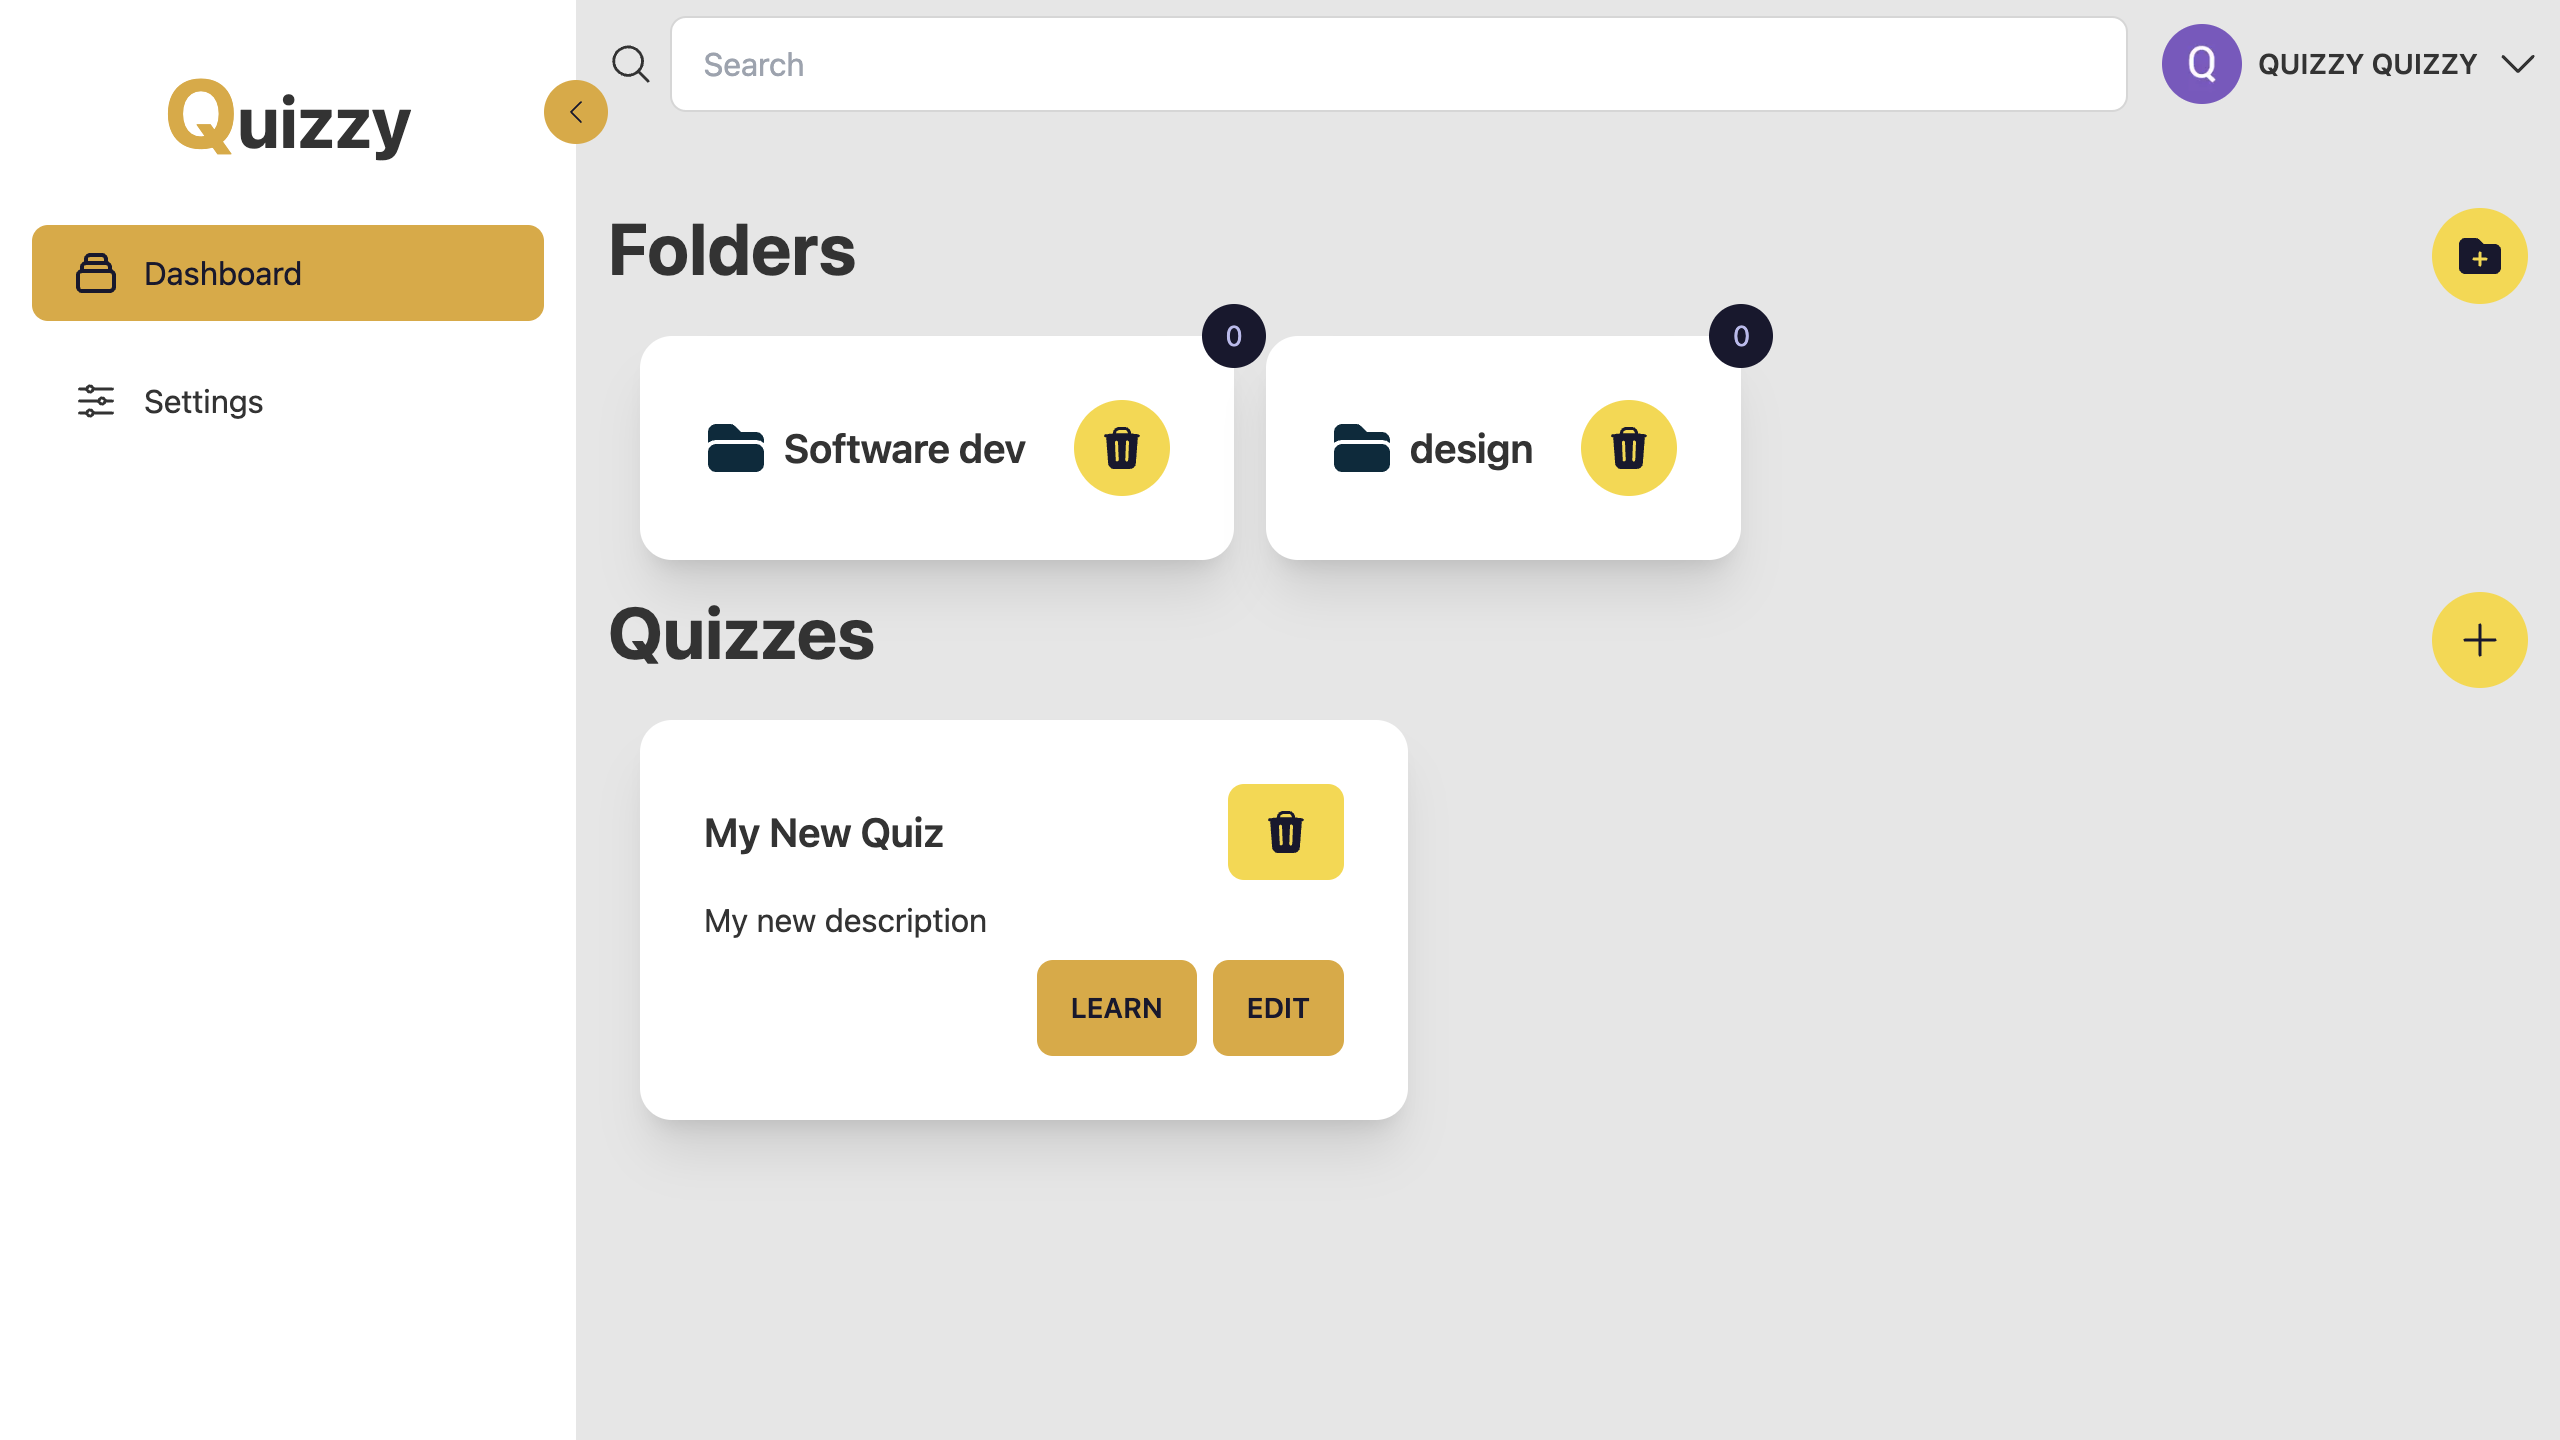 Quizzy
Dashboard
Settings
Search
Q
QUIZZY QUIZZY
Folders
0
0
Software dev
design
Quizzes
My New Quiz
My new description
LEARN
EDIT